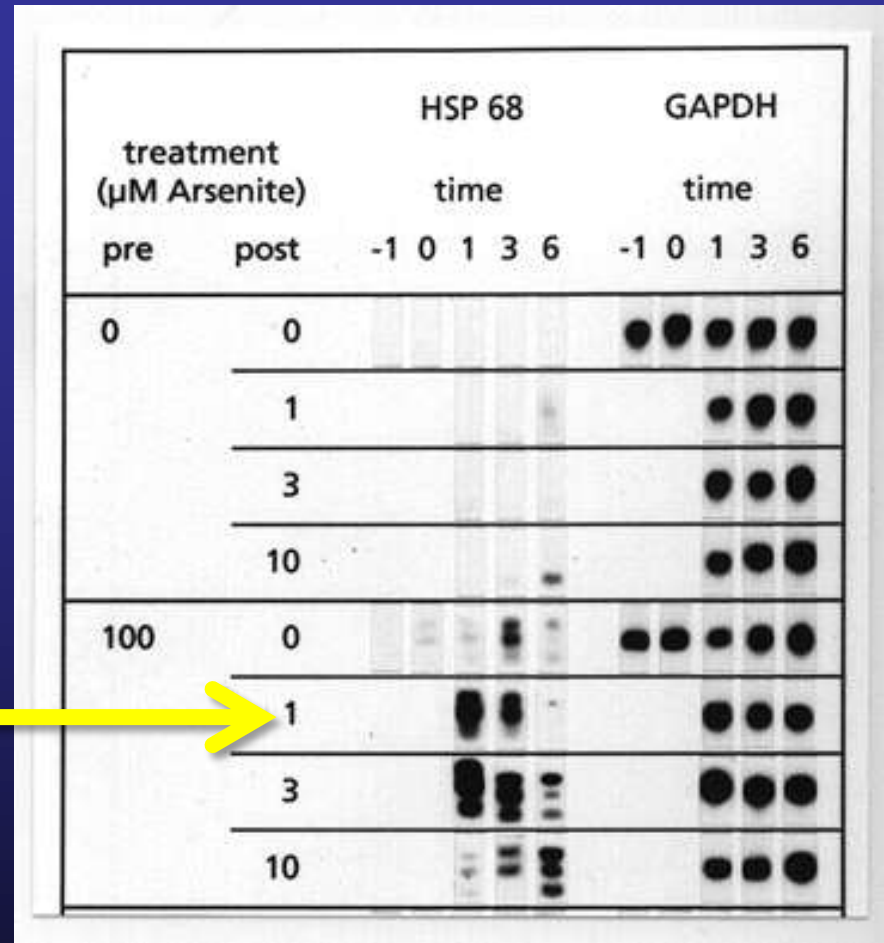 HSP 68 GAPDH
treatment
(µM Arsenite) time time
pre post -1 0 1 3 6 -1 0 1 3 6
0 0
1
3
10
100 0
1
3
10